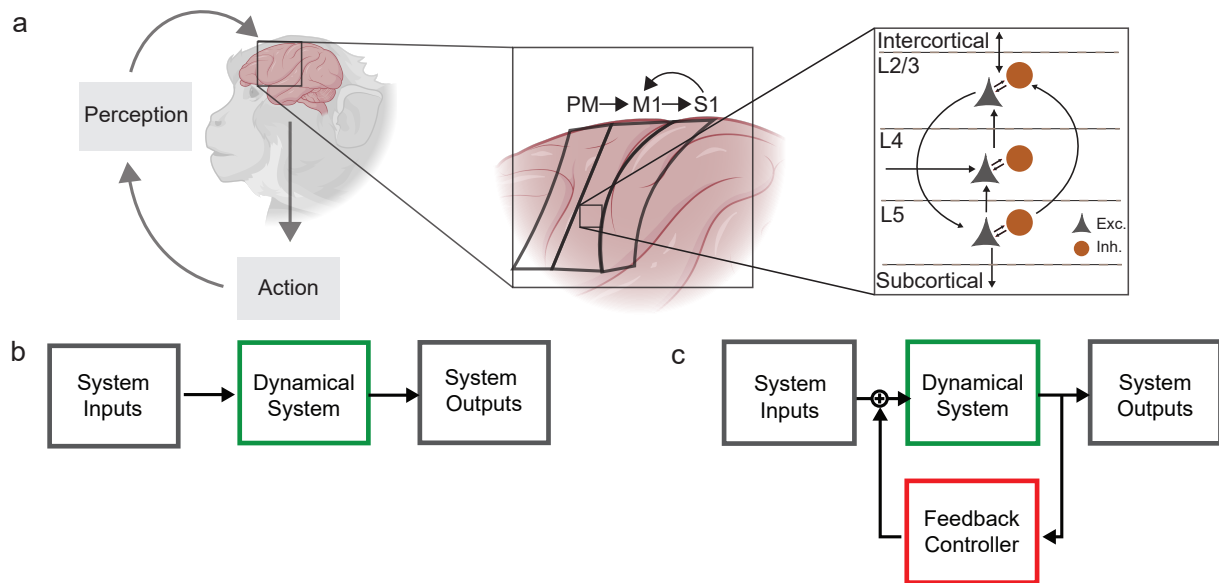 a
Perception
Action
PM M1 S1
Intercortical
L2/3
L4
L5
Exc.
Inh.
Subcortical
b
System
Inputs
Dynamical
System
System
Outputs
c
System
Inputs
Dynamical
System
System
Outputs
Feedback
Controller